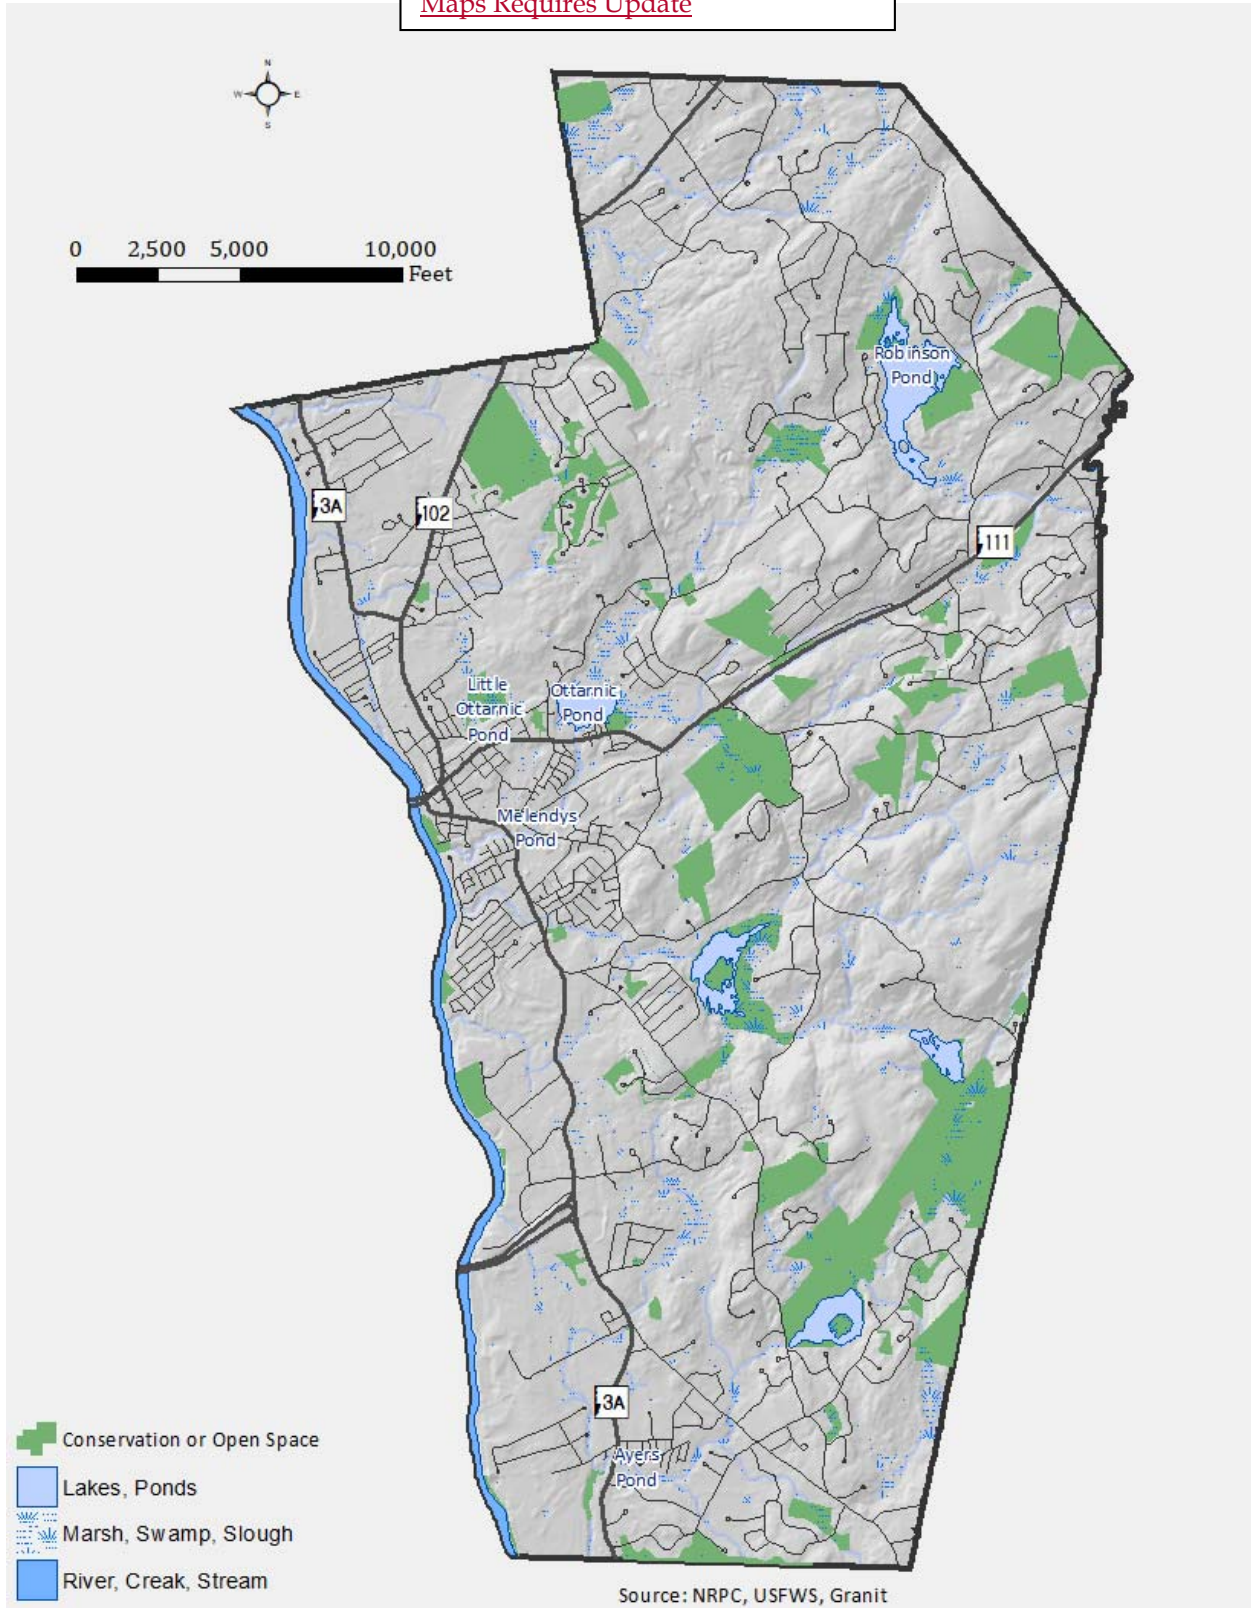 Maps Requires Update
N
W E
S
0 2,500 5,000 10,000
Feet
Robinson
Pond
3A
102
111
Little
Ottarnic
Pond
Ottarnic
Pond
Melendys
Pond
3A
Ayers
Pond
Conservation or Open Space
Lakes, Ponds
Marsh, Swamp, Slough
River, Creak, Stream
Source: NRPC, USFWS, Granit